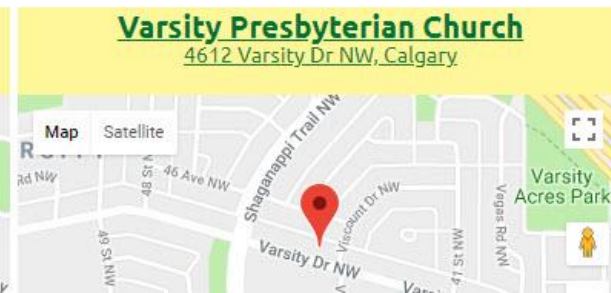 Varsity Presbyterian Church
4612 Varsity Dr NW, Calgary
Map Satellite
Rd NW
48 St N
46 Ave NW
Shaganappi Trail NW
Viscount Dr NW
Varsity
Acres Park
Vegas Rd NW
49 St NW
Varsity Dr NW
41 St NW